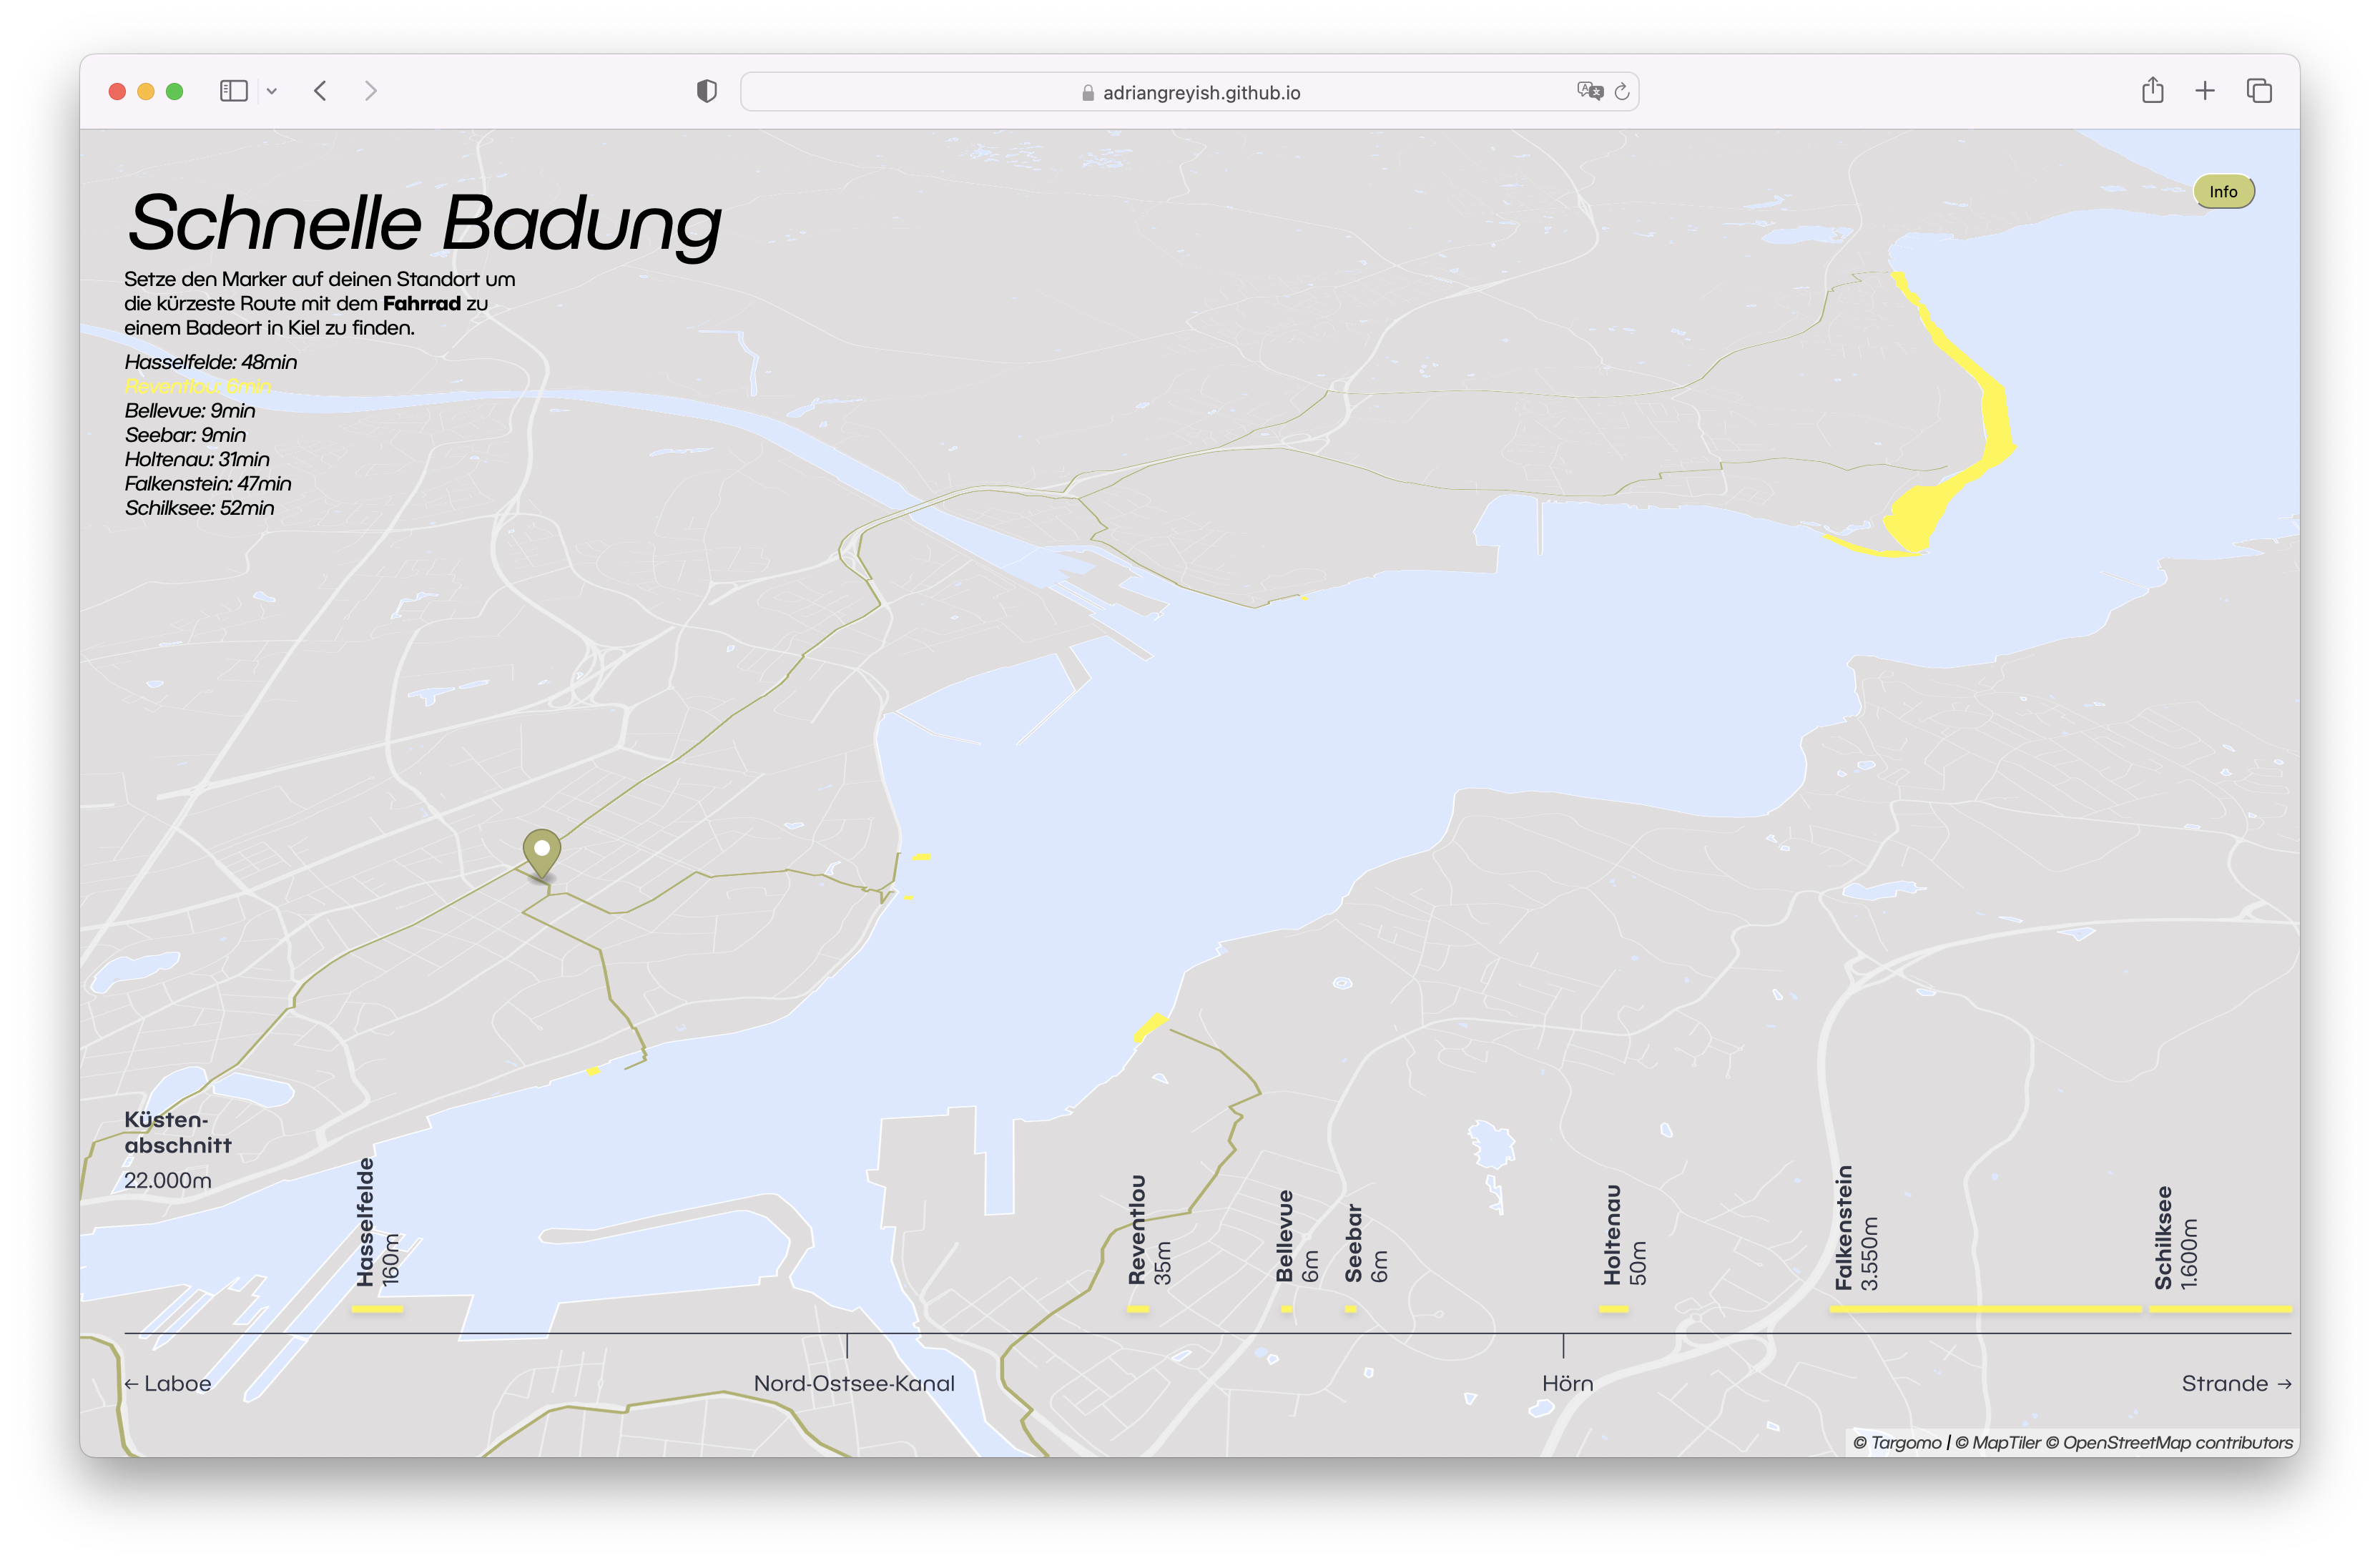 adriangreyish.github.io
Info
Schnelle Badung
Setze den Marker auf deinen Standort um
die kürzeste Route mit dem Fahrrad zu
einem Badeort in Kiel zu finden.
Hasselfelde: 48min
Reventlou: 6min
Bellevue: 9min
Seebar: 9min
Holtenau: 31min
Falkenstein: 47min
Schilksee: 52min
Küsten-
abschnitt
22.000m
Hasselfelde
160m
Reventlou
35m
Bellevue
6m
Seebar
6m
Holtenau
50m
Falkenstein
3.550m
Schilksee
1.600m
← Laboe
Nord-Ostsee-Kanal
Hörn
Strande →
© Targomo | © MapTiler © OpenStreetMap contributors